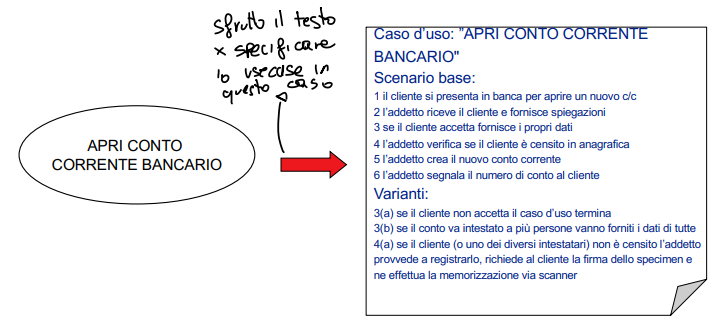 sfrutto il testo
x specificare
lo usecase in
questo caso
APRI CONTO
CORRENTE BANCARIO
Caso d'uso: "APRI CONTO CORRENTE
BANCARIO"
Scenario base:
1 il cliente si presenta in banca per aprire un nuovo c/c
2 l'addetto riceve il cliente e fornisce spiegazioni
3 se il cliente accetta fornisce i propri dati
4 l'addetto verifica se il cliente è censito in anagrafica
5 l'addetto crea il nuovo conto corrente
6 l'addetto segnala il numero di conto al cliente
Varianti:
3(a) se il cliente non accetta il caso d'uso termina
3(b) se il conto va intestato a più persone vanno forniti i dati di tutte
4(a) se il cliente (o uno dei diversi intestatari) non è censito l'addetto
provvede a registrarlo, richiede al cliente la firma dello specimen e
ne effettua la memorizzazione via scanner